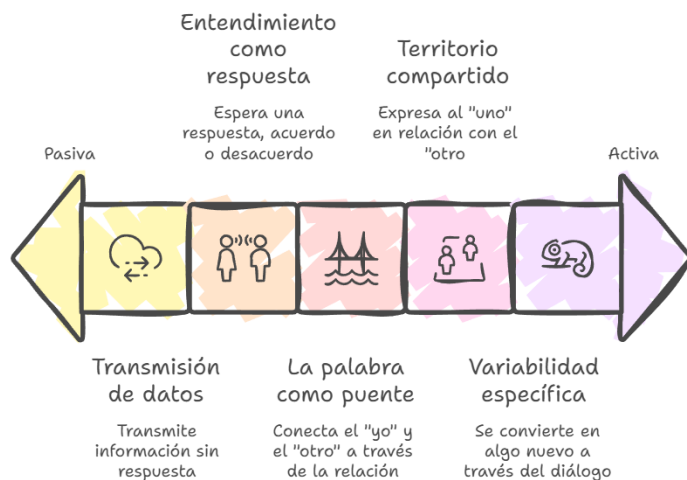 Entendimiento
como
respuesta
Espera una
respuesta, acuerdo
o desacuerdo
Territorio
compartido
Expresa al "uno"
en relación con el
"otro
Pasiva
Activa
Transmisión
de datos
Transmite
información sin
respuesta
La palabra
como puente
Conecta el "yo" y
el "otro" a través
de la relación
Variabilidad
específica
Se convierte en
algo nuevo a
través del diálogo